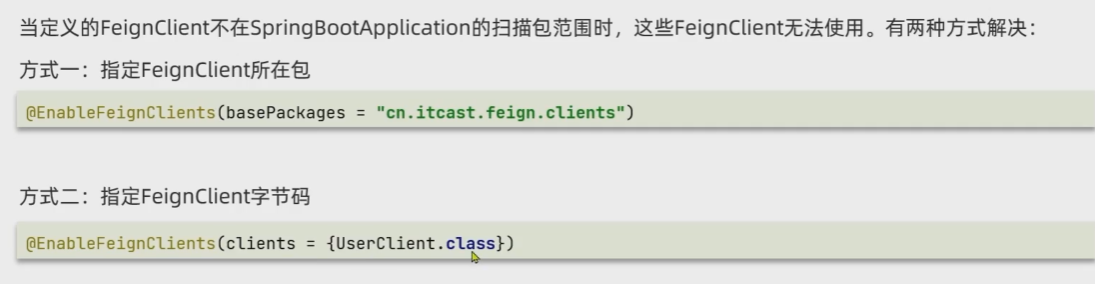 当定义的FeignClient不在SpringBootApplication的扫描包范围时，这些FeignClient无法使用。有两种方式解决：
方式一：指定FeignClient所在包
@EnableFeignClients(basePackages = "cn.itcast.feign.clients")
方式二：指定FeignClient字节码
@EnableFeignClients(clients = {UserClient.class})